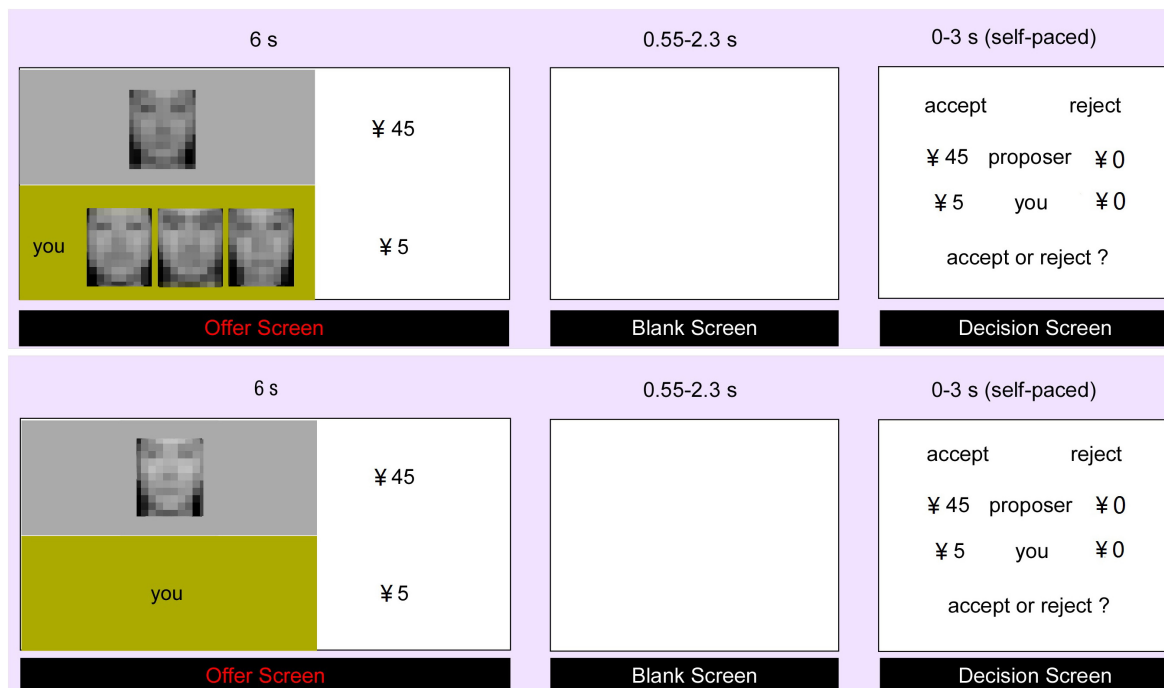 6 s 0.55-2.3 s 0-3 s (self-paced)
accept reject
¥ 45
¥ 45 proposer ¥ 0
¥ 5 you ¥ 0
you ¥ 5
accept or reject ?
Offer Screen Blank Screen Decision Screen
6 s 0.55-2.3 s 0-3 s (self-paced)
accept reject
¥ 45
¥ 45 proposer ¥ 0
¥ 5 you ¥ 0
you ¥ 5
accept or reject ?
Offer Screen Blank Screen Decision Screen